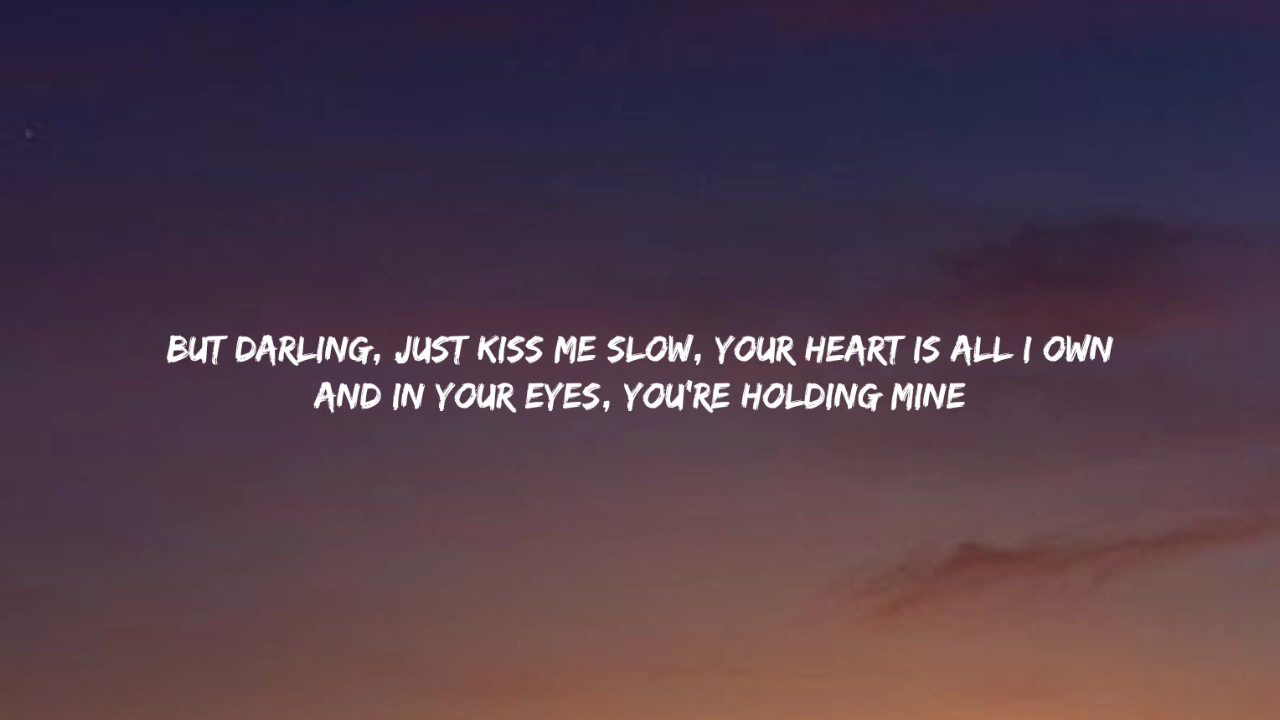 BUT DARLING, JUST KISS ME SLOW, YOUR HEART IS ALL I OWN
AND IN YOUR EYES, YOU'RE HOLDING MINE